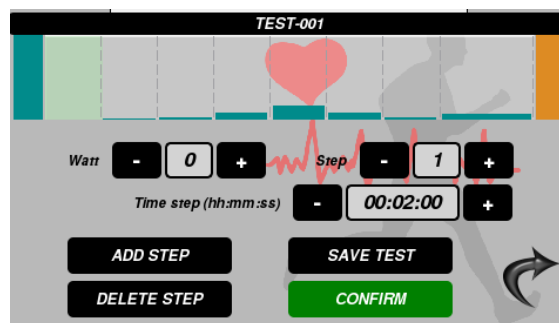 TEST-001
Watt - 0 + Step - 1 +
Time step (hh:mm:ss) - 00:02:00 +
ADD STEP SAVE TEST
DELETE STEP CONFIRM